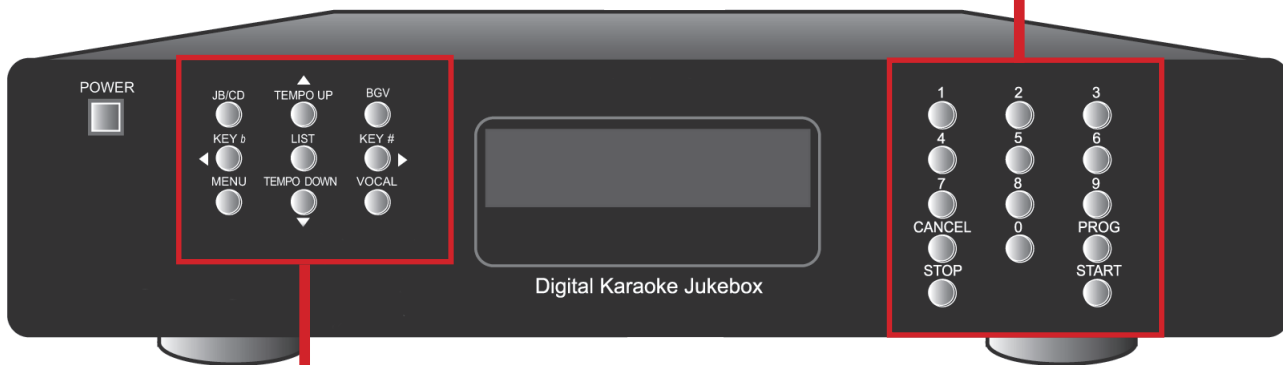 POWER
JB/CD TEMPO UP BGV
KEY b LIST KEY #
MENU TEMPO DOWN VOCAL
Digital Karaoke Jukebox
1 2 3
4 5 6
7 8 9
CANCEL 0 PROG
STOP START